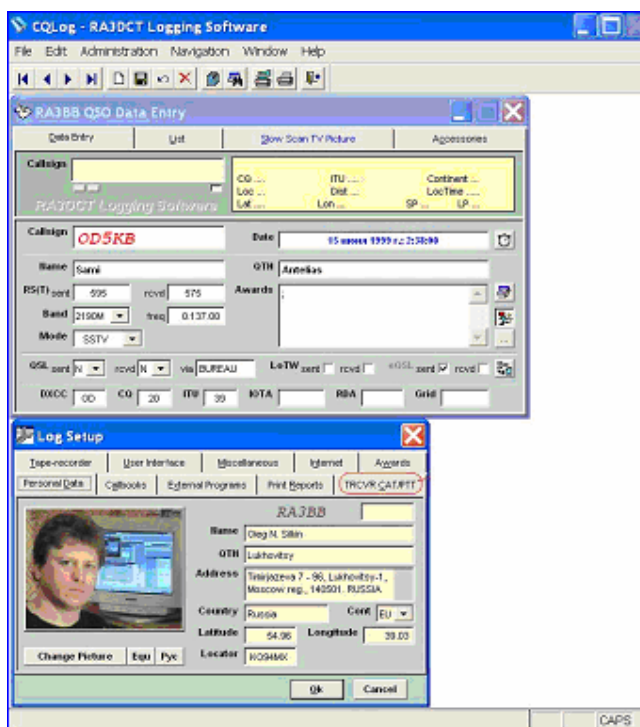 CQLog - RA3DCT Logging Software
File Edit Administration Navigation Window Help
RA3BB QSO Data Entry
Data Entry List Slow Scan TV Picture Accessories
Callsign
CQ ... ITU ... Continent ...
Loc ... Dist ... LocTime ...
Lat ... Lon ... SP ... LP ...
RA3DCT Logging Software
Callsign OD5KB Date 15 июня 1999 г.;
Name Sami QTH Antelias
RS(T) sent 595 rcvd 575 Awards ;
Band 2190M freq 0.137.00
Mode SSTV
QSL sent N rcvd N via BUREAU LoTW sent rcvd eQSL sent rcvd
DXCC OD CQ 20 ITU 39 IOTA RDA Grid
Log Setup
Tape-recorder User Interface Miscellaneous Internet Awards
Personal Data Callbooks External Programs Print Reports TRCVR CAT/PTT
RA3BB
Name Oleg N. Silkin
QTH Lukhovitsy
Address Timirjazeva 7 - 96, Lukhovitsy-1,
Moscow reg., 140501, RUSSIA
Country Russia Cont EU
Latitude 54.96 Longitude 39.03
Change Picture Equ Pyc Locator KO94MX
Ok Cancel
CAPS